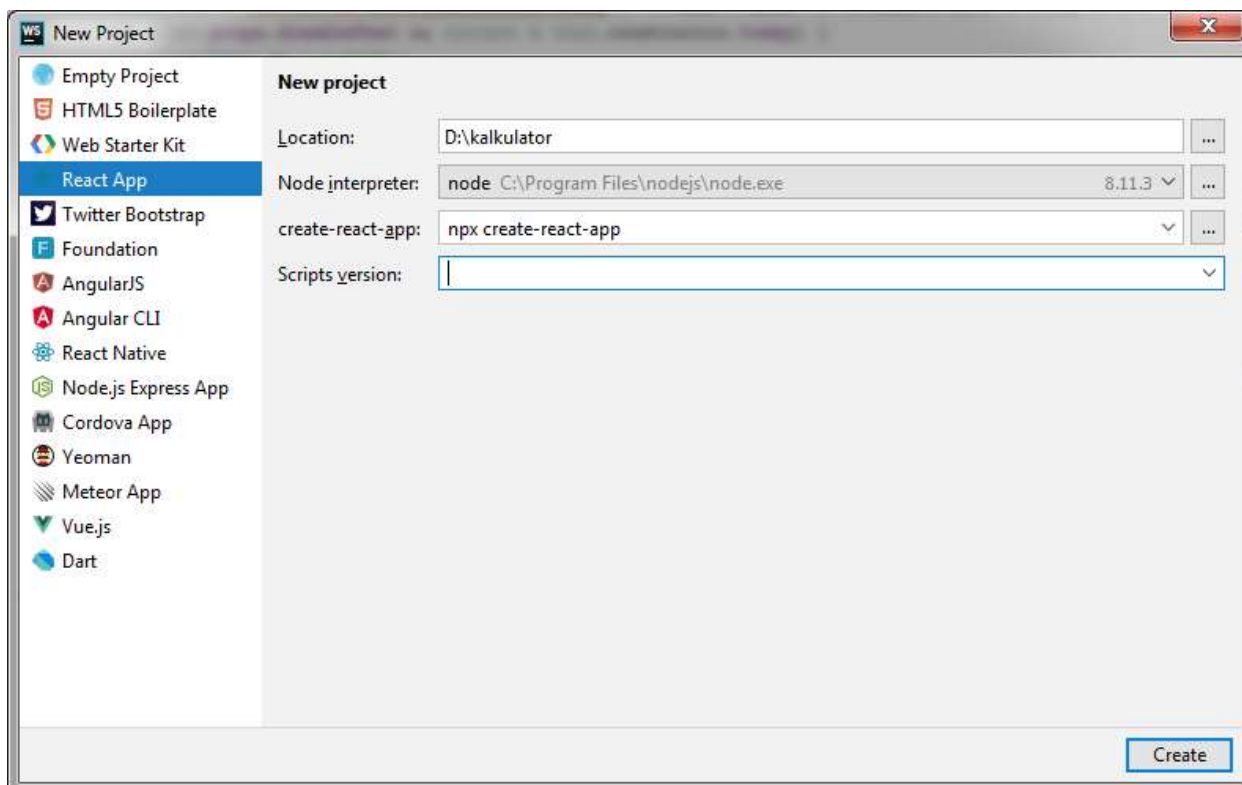 WS New Project
Empty Project
HTML5 Boilerplate
Web Starter Kit
React App
Twitter Bootstrap
Foundation
AngularJS
Angular CLI
React Native
Node.js Express App
Cordova App
Yeoman
Meteor App
Vue.js
Dart
New project
Location: D:\kalkulator ...
Node interpreter: node C:\Program Files\nodejs\node.exe 8.11.3 ...
create-react-app: npx create-react-app ...
Scripts version:
Create